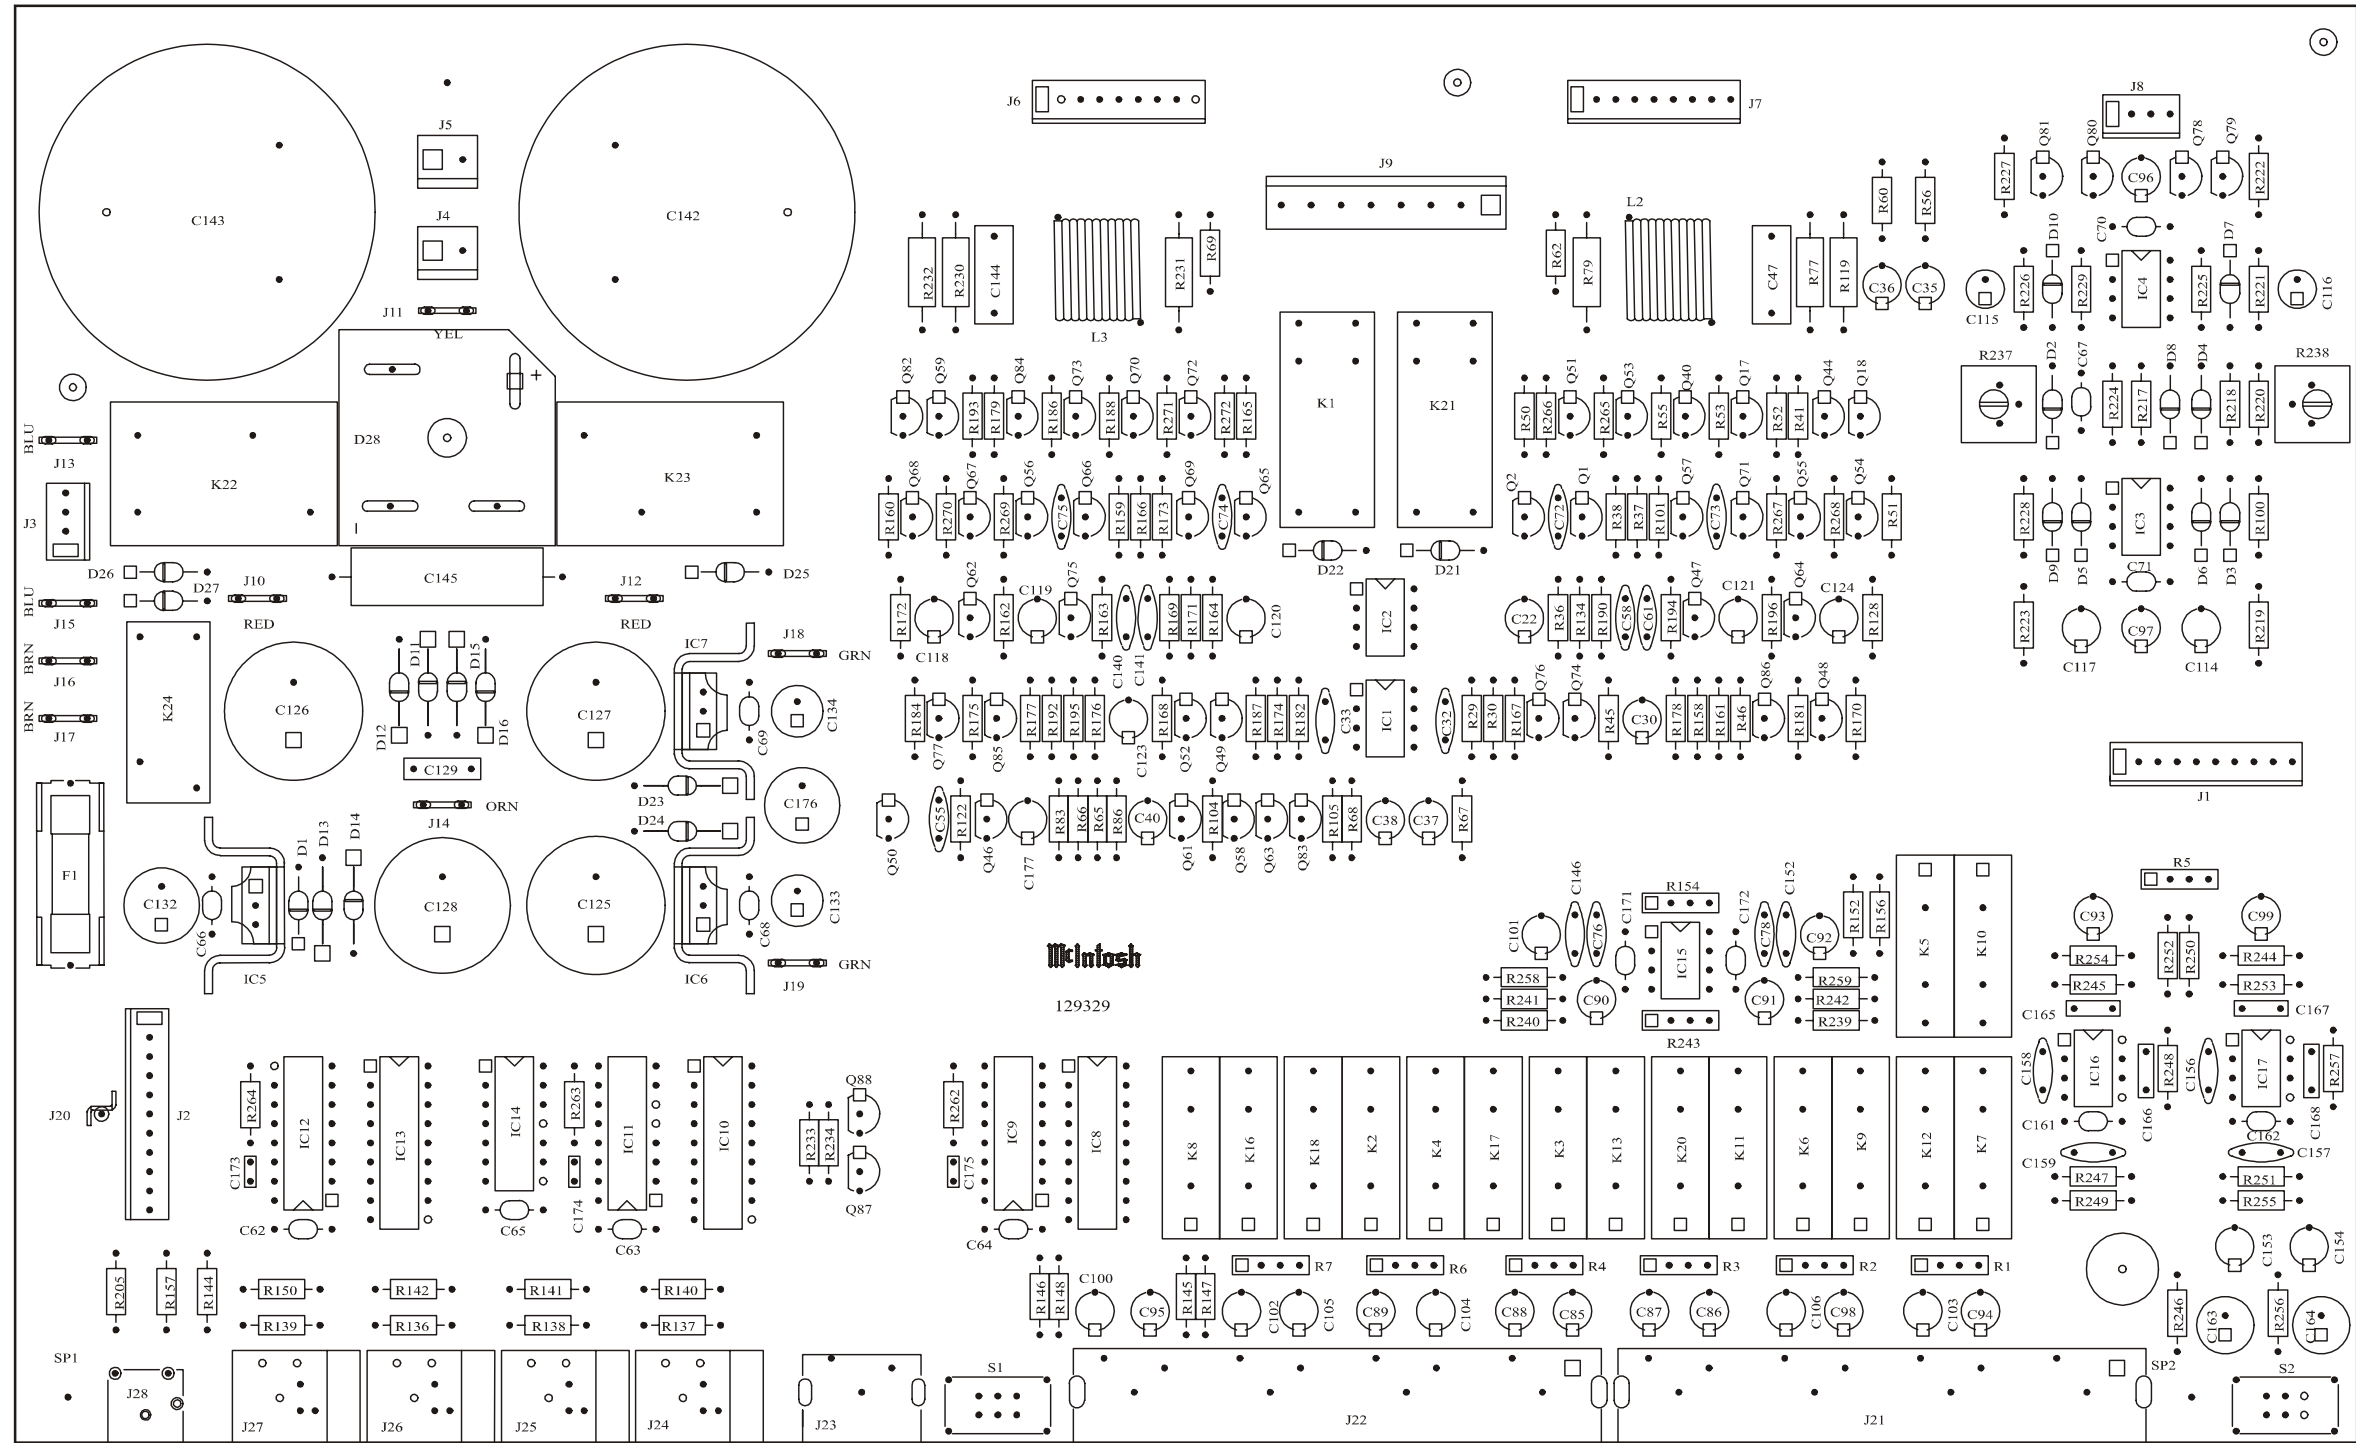 J6
J7
J8
J5
Q81
Q80
Q78
Q79
J9
R227
C96
R222
C143
C142
J4
L2
R60
R56
C70
D10
D7
R232
R230
C144
R231
R69
R62
R79
C47
R77
R119
C36
C35
C115
R226
R229
IC4
R225
R221
C116
J11
YEL
L3
+
Q82
Q59
Q84
Q73
Q70
Q72
Q51
Q53
Q40
Q17
Q44
Q18
R237
D2
C67
D8
D4
R238
R193
R179
R186
R188
R271
R272
R165
K1
K21
R50
R266
R265
R55
R53
R52
R41
R224
R217
R218
R220
BLU
J13
D28
K22
K23
Q68
Q67
Q56
Q66
Q69
Q65
Q2
Q1
Q57
Q71
Q55
Q54
J3
R160
R270
R269
C75
R159
R166
R173
C74
C72
R38
R37
R101
C73
R267
R268
R51
R228
IC3
R100
D26
D27
J10
C145
J12
D25
D22
D21
D9
D5
C71
D6
D3
BLU
J15
RED
RED
Q62
C119
Q75
Q47
C121
Q64
C124
R172
R162
R163
R169
R171
R164
C120
IC2
C22
R36
R134
R190
C58
C61
R194
R196
R128
R223
C97
R219
BRN
J16
D11
D15
IC7
J18
GRN
C118
C140
C141
C117
C114
BRN
J17
K24
C126
D12
D16
C127
C69
C134
R184
R175
R177
R192
R195
R176
R168
R187
R174
R182
C33
IC1
C32
R29
R30
R167
Q76
Q74
R45
C30
R178
R158
R161
R46
Q86
R181
Q48
R170
Q77
Q85
C123
Q52
Q49
C129
J14
ORN
D23
D24
C176
J1
F1
D1
D13
D14
Q50
C55
R122
Q46
C177
R83
R66
R65
R86
C40
Q61
R104
Q58
Q63
Q83
R105
R68
C38
C37
R67
C132
C66
IC5
C128
C125
IC6
C68
C133
J19
GRN
McIntosh
129329
R5
C146
R154
C152
C101
C76
C171
IC15
C172
C78
C92
R152
R156
K5
K10
C93
C99
R254
R252
R250
R244
R258
R259
R245
R253
R241
C90
C91
R242
R240
R243
R239
C165
C167
J20
J2
R264
IC12
IC13
IC14
R263
IC11
IC10
Q88
R233
R234
Q87
R262
IC9
IC8
K8
K16
K18
K2
K4
K17
K3
K13
K20
K11
K6
K9
K12
K7
C158
IC16
R248
C156
IC17
R257
C161
C166
C162
C168
C173
C174
C175
C159
C157
R247
R251
R249
R255
C62
C65
C63
C64
C153
C154
R205
R157
R144
R150
R142
R141
R140
R146
R148
C100
R145
R147
R7
R6
R4
R3
R2
R1
R139
R136
R138
R137
C95
C102
C105
C89
C104
C88
C85
C87
C86
C106
C98
C103
C94
R246
C163
R256
C164
SP1
J28
J27
J26
J25
J24
J23
S1
J22
J21
SP2
S2